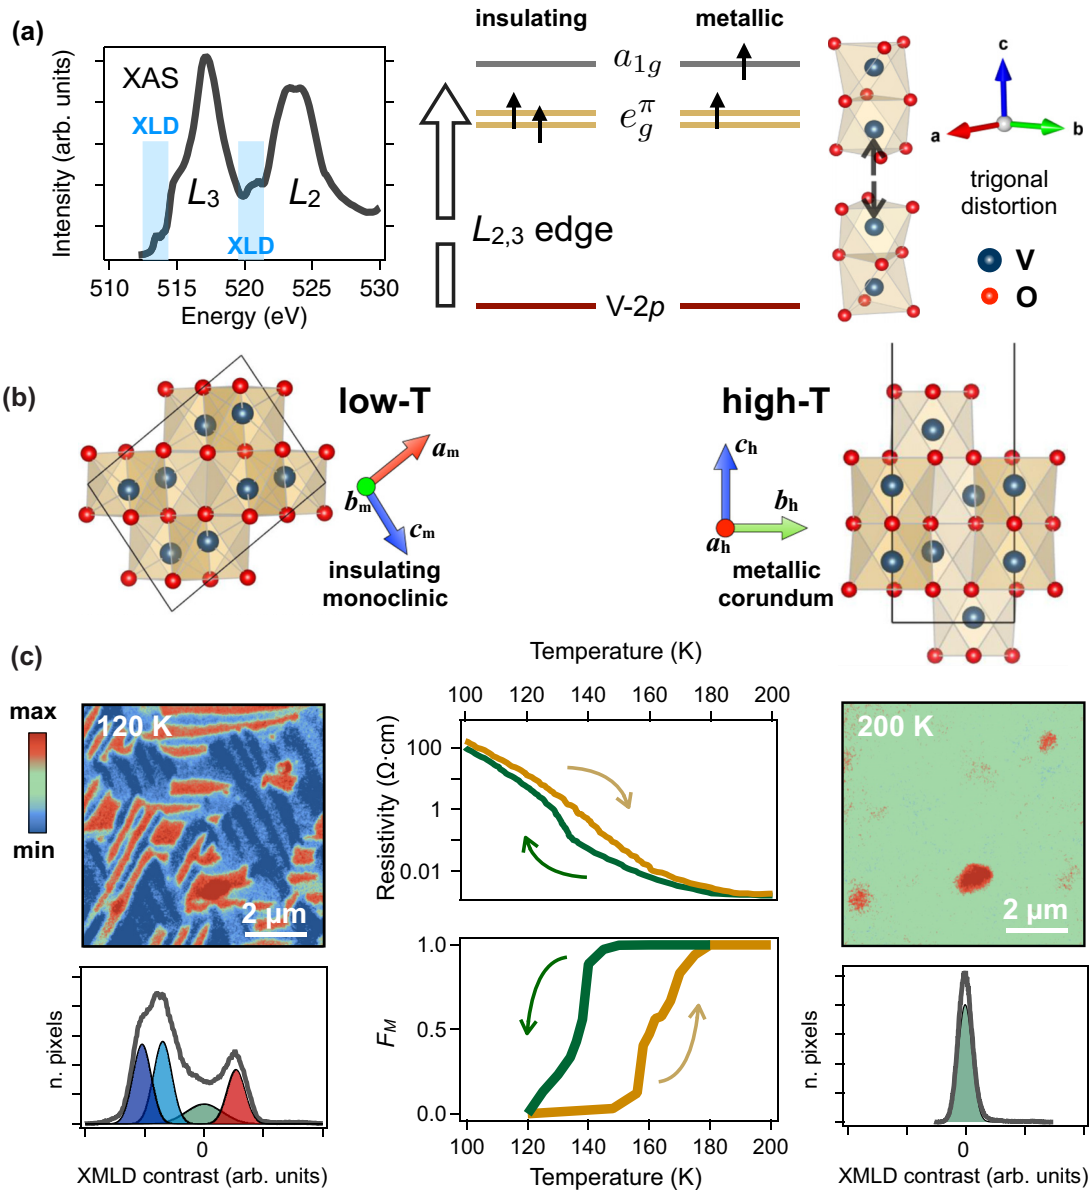 (a)
insulating
metallic
XAS
XLD
L3
L2
XLD
Intensity (arb. units)
510
515
520
525
530
Energy (eV)
a1g
egπ
L2,3 edge
V-2p
c
a
b
trigonal
distortion
V
O
(b)
low-T
am
bm
cm
insulating
monoclinic
high-T
ch
bh
ah
metallic
corundum
(c)
max
min
120 K
2 µm
n. pixels
0
XMLD contrast (arb. units)
Temperature (K)
100
120
140
160
180
200
Resistivity (Ω·cm)
100
1
0.01
FM
1.0
0.5
0.0
100
120
140
160
180
200
Temperature (K)
200 K
2 µm
n. pixels
0
XMLD contrast (arb. units)